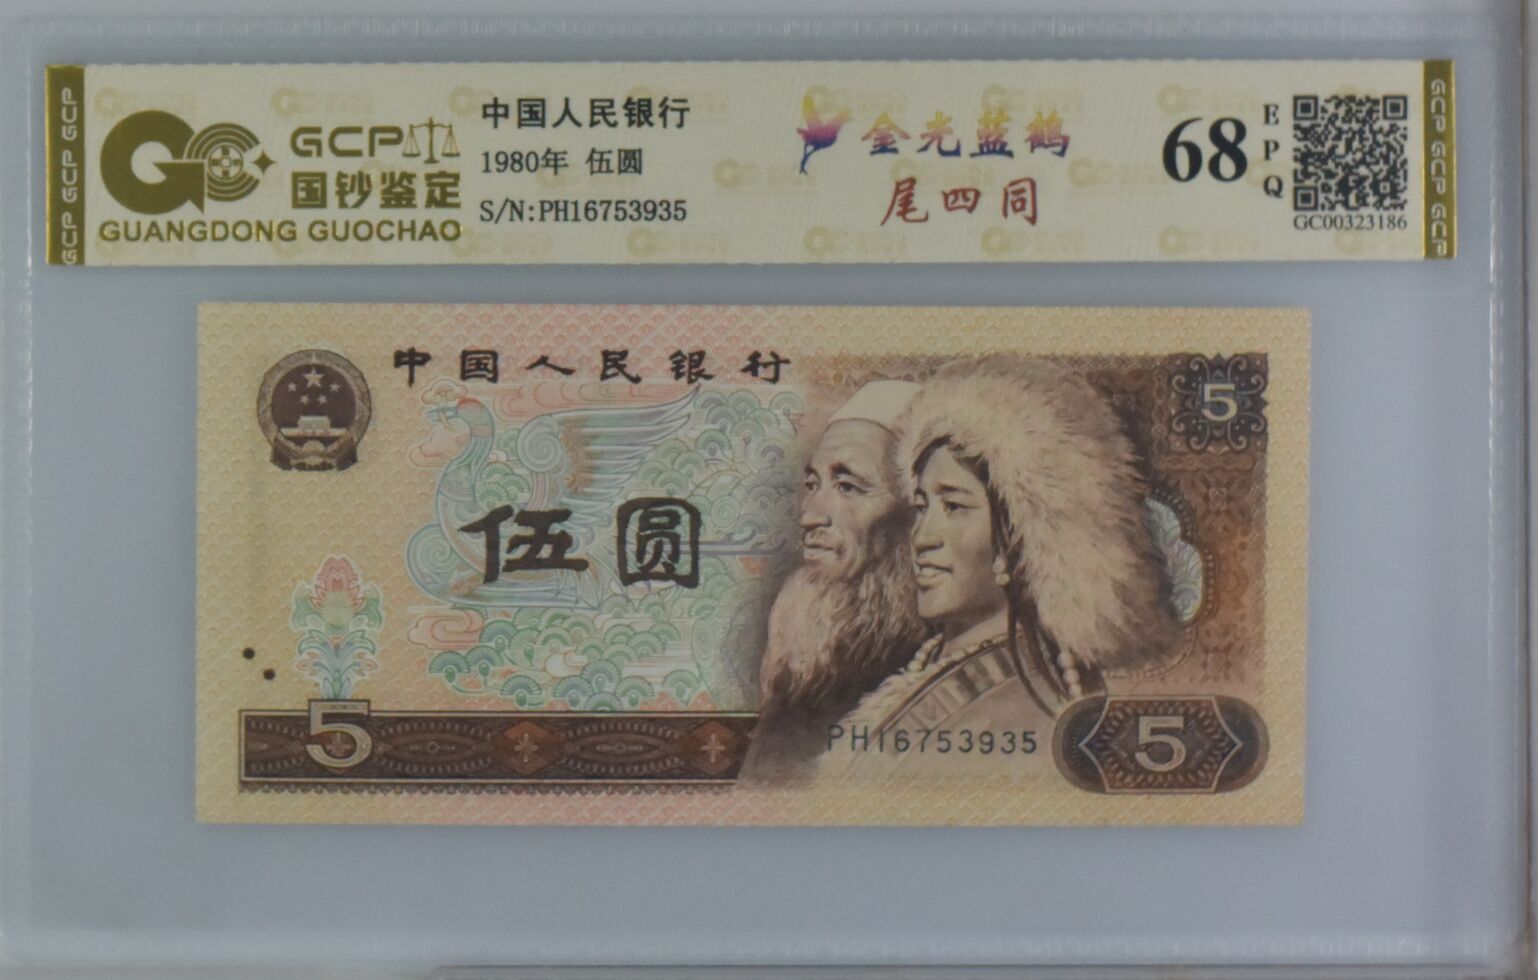 GCP GCP GCP
GCP
国钞鉴定
GUANGDONG GUOCHAO
中国人民银行
1980年 伍圆
S/N:PH16753935
金光蓝鹤
尾四同
68
EPQ
GC00323186
GCP GCP GCP
中国人民银行
5
伍圆
5
PH16753935
5